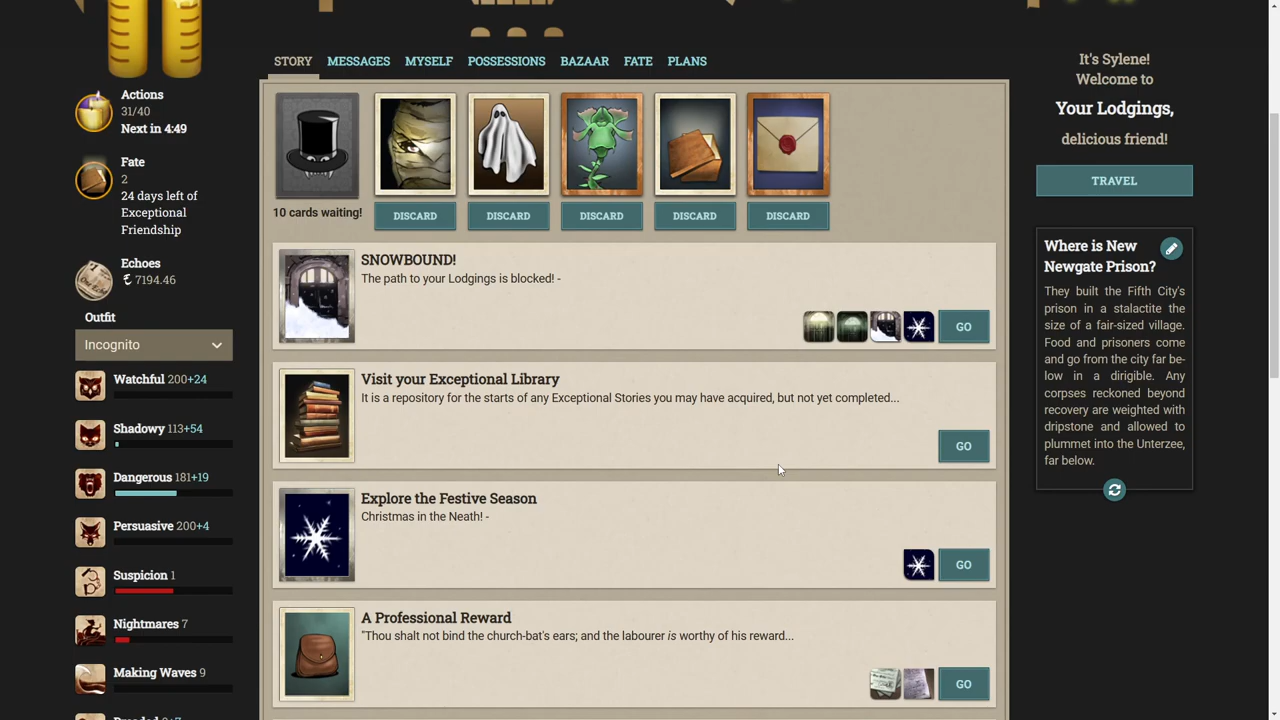 STORY MESSAGES MYSELF POSSESSIONS BAZAAR FATE PLANS
Actions
31/40
Next in 4:49
Fate
2
24 days left of
Exceptional
Friendship
Echoes
7194.46
Outfit
Incognito
Watchful 200+24
Shadowy 113+54
Dangerous 181+19
Persuasive 200+4
Suspicion 1
Nightmares 7
Making Waves 9
10 cards waiting!
DISCARD DISCARD DISCARD DISCARD DISCARD
SNOWBOUND!
The path to your Lodgings is blocked! -
GO
Visit your Exceptional Library
It is a repository for the starts of any Exceptional Stories you may have acquired, but not yet completed...
GO
Explore the Festive Season
Christmas in the Neath! -
GO
A Professional Reward
"Thou shalt not bind the church-bat's ears; and the labourer is worthy of his reward...
GO
It's Sylene!
Welcome to
Your Lodgings,
delicious friend!
TRAVEL
Where is New
Newgate Prison?
They built the Fifth City's
prison in a stalactite the
size of a fair-sized village.
Food and prisoners come
and go from the city far be-
low in a dirigible. Any
corpses reckoned beyond
recovery are weighted with
dripstone and allowed to
plummet into the Unterzee,
far below.